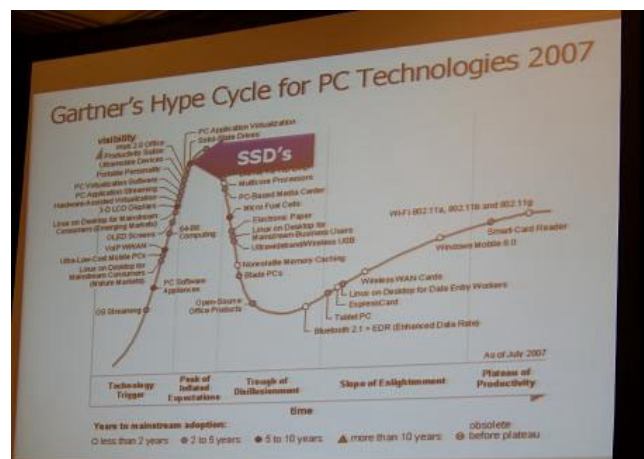 Gartner's Hype Cycle for PC Technologies 2007
visibility
PC Application Virtualization
Solid-State Drives
SSD's
Web 2.0 Office
Productivity Suites
Ultramobile Devices
Portable Personality
PC Virtualization Software
PC Application Streaming
Hardware-Assisted Virtualization
3-D LCD Displays
Linux on Desktop for Mainstream
Consumers (Emerging Markets)
OLED Screens
64-Bit
Computing
VoIP WWAN
Ultra-Low-Cost Mobile PCs
Linux on Desktop for
Mainstream Consumers
(Mature Markets)
PC Software
Appliances
OS Streaming
Multicore Processors
PC-Based Media Center
Micro Fuel Cells
Electronic Paper
Linux on Desktop for
Mainstream Business Users
Ultrawideband/Wireless USB
Nonvolatile Memory Caching
Blade PCs
Open-Source
Office Products
Wi-Fi 802.11a, 802.11b and 802.11g
Smart-Card Reader
Windows Mobile 6.0
Wireless WAN Cards
Linux on Desktop for Data Entry Workers
ExpressCard
Tablet PC
Bluetooth 2.1 + EDR (Enhanced Data Rate)
As of July 2007
Technology
Trigger
Peak of
Inflated
Expectations
Trough of
Disillusionment
Slope of Enlightenment
Plateau of
Productivity
time
Years to mainstream adoption:
less than 2 years
2 to 5 years
5 to 10 years
more than 10 years
obsolete
before plateau